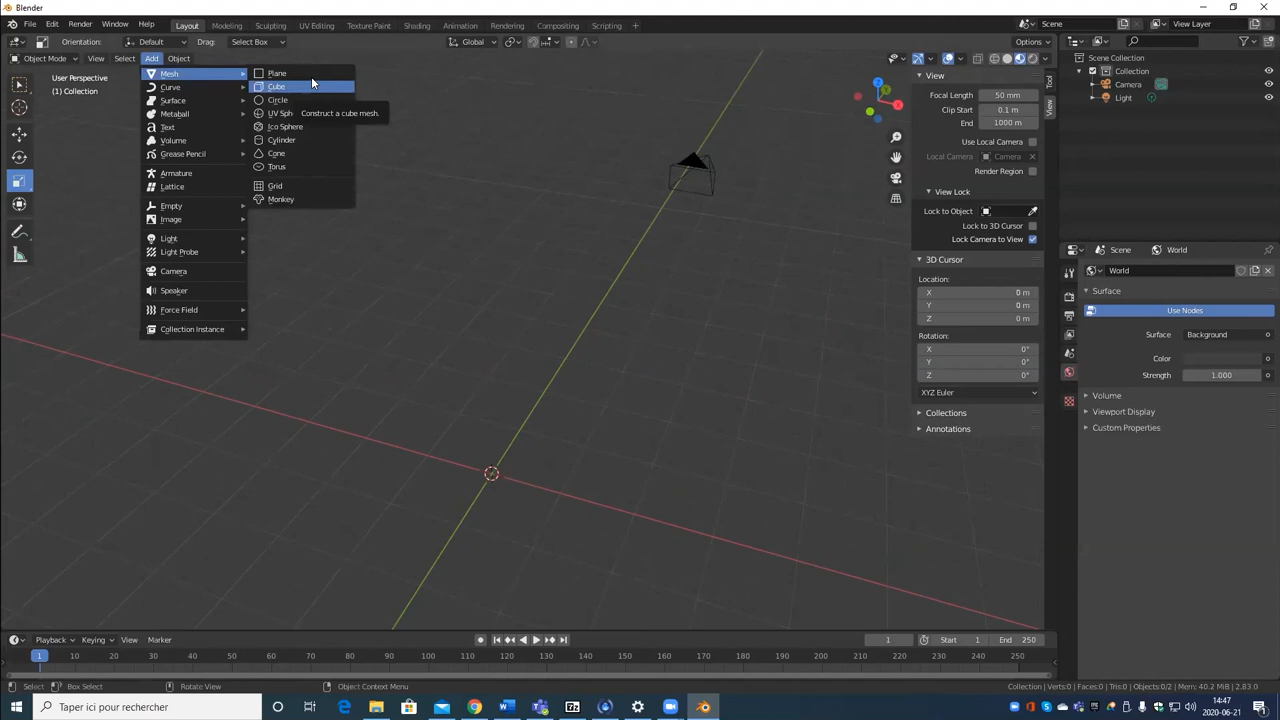 Blender
File Edit Render Window Help Layout Modeling Sculpting UV Editing Texture Paint Shading Animation Rendering Compositing Scripting Scene View Layer
Orientation: Default Drag: Select Box Global Options
Object Mode View Select Add Object
User Perspective
(1) Collection
Mesh
Curve
Surface
Metaball
Text
Volume
Grease Pencil
Armature
Lattice
Empty
Image
Light
Light Probe
Camera
Speaker
Force Field
Collection Instance
Plane
Cube
Circle
UV Sph
Construct a cube mesh.
Ico Sphere
Cylinder
Cone
Torus
Grid
Monkey
Z
X
Y
View
Focal Length 50 mm
Clip Start 0.1 m
End 1000 m
Use Local Camera
Local Camera Camera
Render Region
View Lock
Lock to Object
Lock to 3D Cursor
Lock Camera to View
3D Cursor
Location:
X 0 m
Y 0 m
Z 0 m
Rotation:
X 0°
Y 0°
Z 0°
XYZ Euler
Collections
Annotations
Tool
View
Scene Collection
Collection
Camera
Light
Scene World
World
Surface
Use Nodes
Surface Background
Color
Strength 1.000
Volume
Viewport Display
Custom Properties
Playback Keying View Marker 1 Start 1 End 250
1 10 20 30 40 50 60 70 80 90 100 110 120 130 140 150 160 170 180 190 200 210 220 230 240 250
Select Box Select Rotate View Object Context Menu Collection | Verts:0 | Faces:0 | Tris:0 | Objects:0/2 | Mem: 40.2 MiB | 2.83.0
Taper ici pour rechercher
14:47
2020-06-21